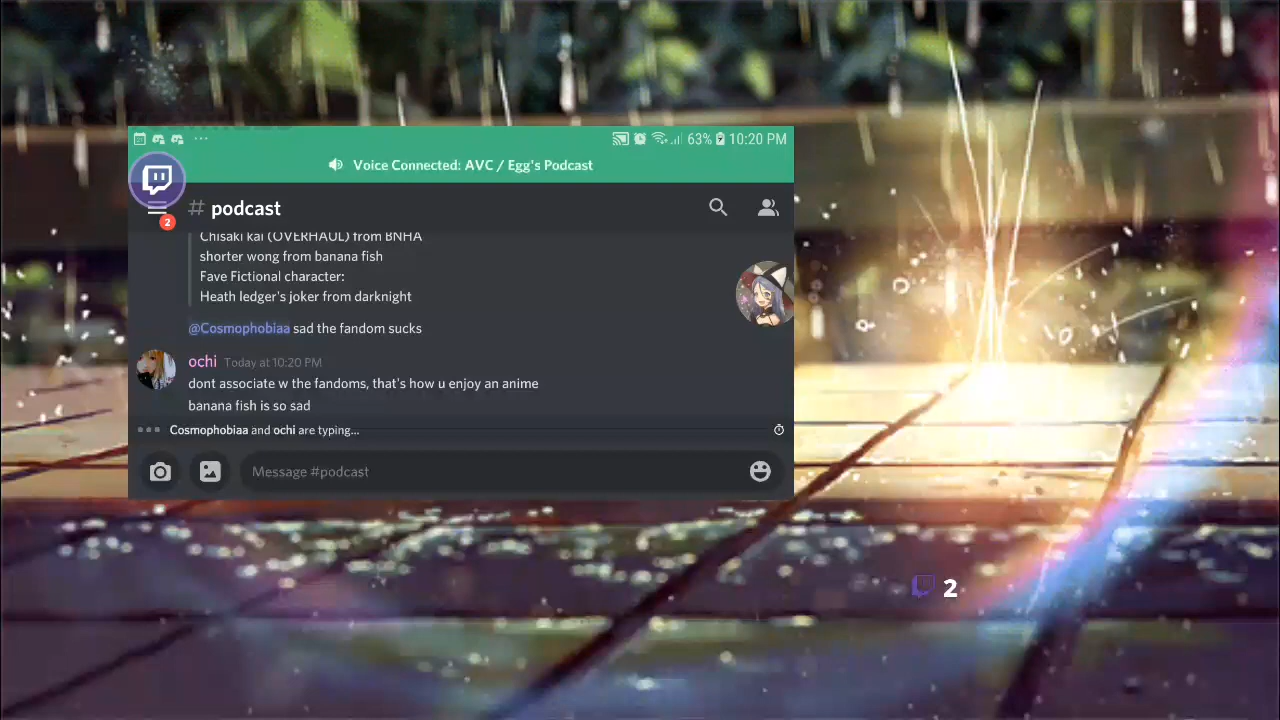 63% 10:20 PM
Voice Connected: AVC / Egg's Podcast
2
# podcast
Chisaki kai (OVERHAUL) from BNHA
shorter wong from banana fish
Fave Fictional character:
Heath ledger's joker from darknight
@Cosmophobiaa sad the fandom sucks
ochi Today at 10:20 PM
dont associate w the fandoms, that's how u enjoy an anime
banana fish is so sad
Cosmophobiaa and ochi are typing...
Message #podcast
2